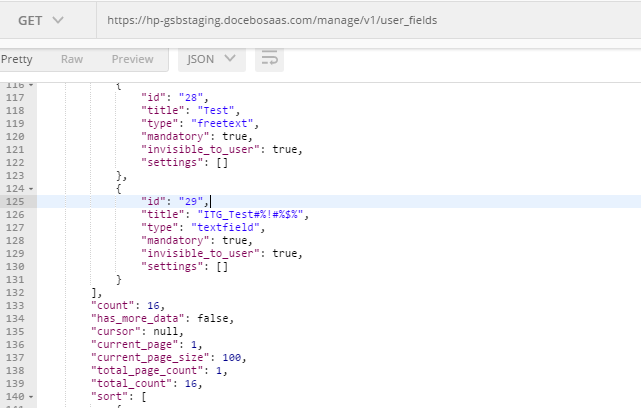 GET https://hp-gsbstaging.docebosaas.com/manage/v1/user_fields
Pretty Raw Preview JSON
116 {
117 "id": "28",
118 "title": "Test",
119 "type": "freetext",
120 "mandatory": true,
121 "invisible_to_user": true,
122 "settings": []
123 },
124 {
125 "id": "29",
126 "title": "ITG_Test#%!#%$%",
127 "type": "textfield",
128 "mandatory": true,
129 "invisible_to_user": true,
130 "settings": []
131 }
132 ],
133 "count": 16,
134 "has_more_data": false,
135 "cursor": null,
136 "current_page": 1,
137 "current_page_size": 100,
138 "total_page_count": 1,
139 "total_count": 16,
140 "sort": [